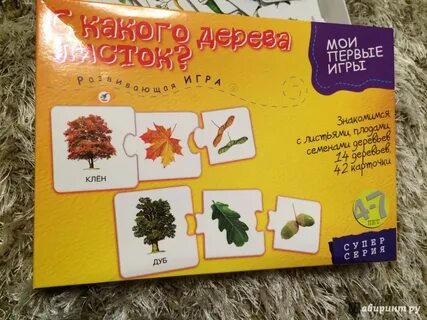 С какого дерева
листок?
Развивающая ИГРА
МОИ
ПЕРВЫЕ
ИГРЫ
Знакомимся
с листьями, плодами,
семенами деревьев
14 деревьев,
42 карточки
КЛЁН
ДУБ
4-7
ЛЕТ
СУПЕР
СЕРИЯ
Лабиринт.ру